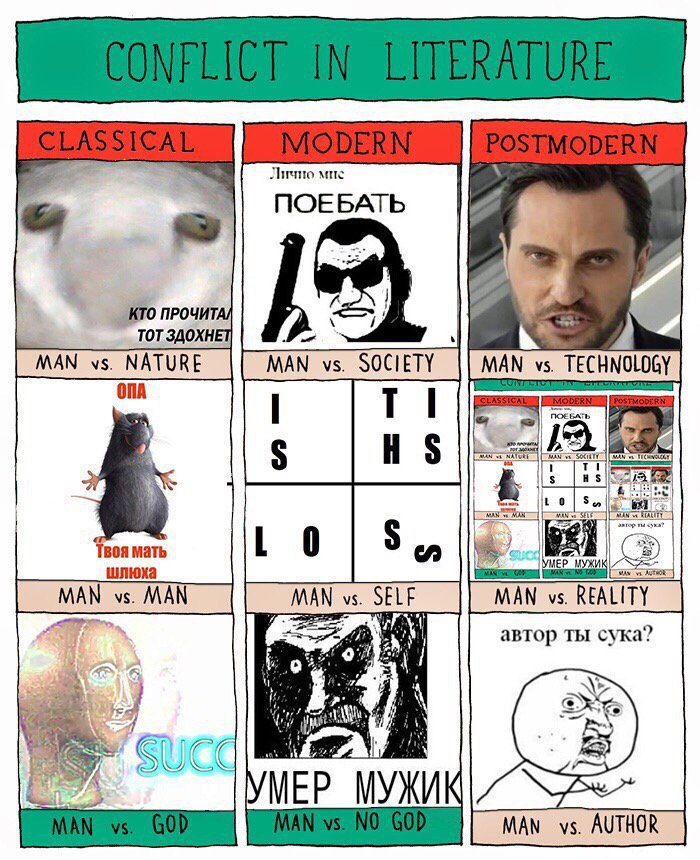 CONFLICT IN LITERATURE
CLASSICAL
MODERN
POSTMODERN
КТО ПРОЧИТАЛ
ТОТ ЗДОХНЕТ
Лично мне
ПОЕБАТЬ
MAN vs. NATURE
MAN vs. SOCIETY
MAN vs. TECHNOLOGY
ОПА
Твоя мать
шлюха
I
S
T I
H S
L O
S S
CLASSICAL
MODERN
POSTMODERN
ПОЕБАТЬ
MAN vs. NATURE
MAN vs. SOCIETY
MAN vs. TECHNOLOGY
I
S
T I
H S
L O
S S
MAN vs. MAN
MAN vs. SELF
MAN vs. REALITY
автор ты сука?
SUCC
УМЕР МУЖИК
MAN vs. GOD
MAN vs. NO GOD
MAN vs. AUTHOR
MAN vs. MAN
MAN vs. SELF
MAN vs. REALITY
SUCC
УМЕР МУЖИК
автор ты сука?
MAN vs. GOD
MAN vs. NO GOD
MAN vs. AUTHOR